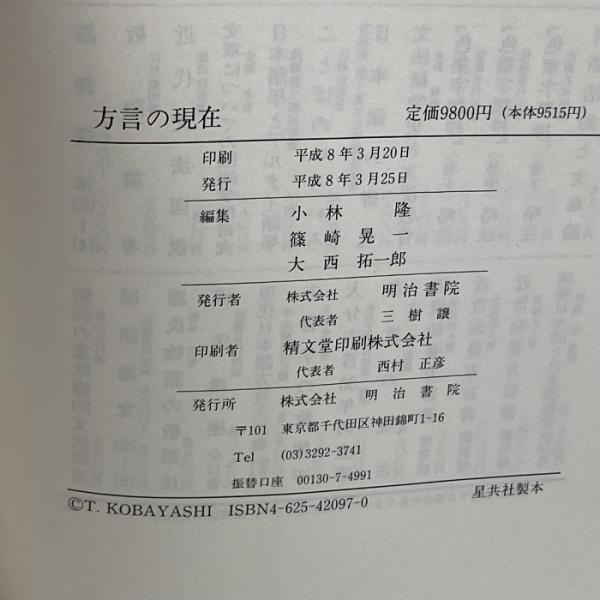 方言の現在 定価9800円(本体9515円)
印刷 平成8年3月20日
発行 平成8年3月25日
編集 小林 隆
篠崎晃一
大西拓一郎
発行者 株式会社 明治書院
代表者 三樹 譲
印刷者 精文堂印刷株式会社
代表者 西村 正彦
発行所 株式会社 明治書院
〒101 東京都千代田区神田錦町1-16
Tel (03)3292-3741
振替口座 00130-7-4991
©T. KOBAYASHI ISBN4-625-42097-0 星共社製本